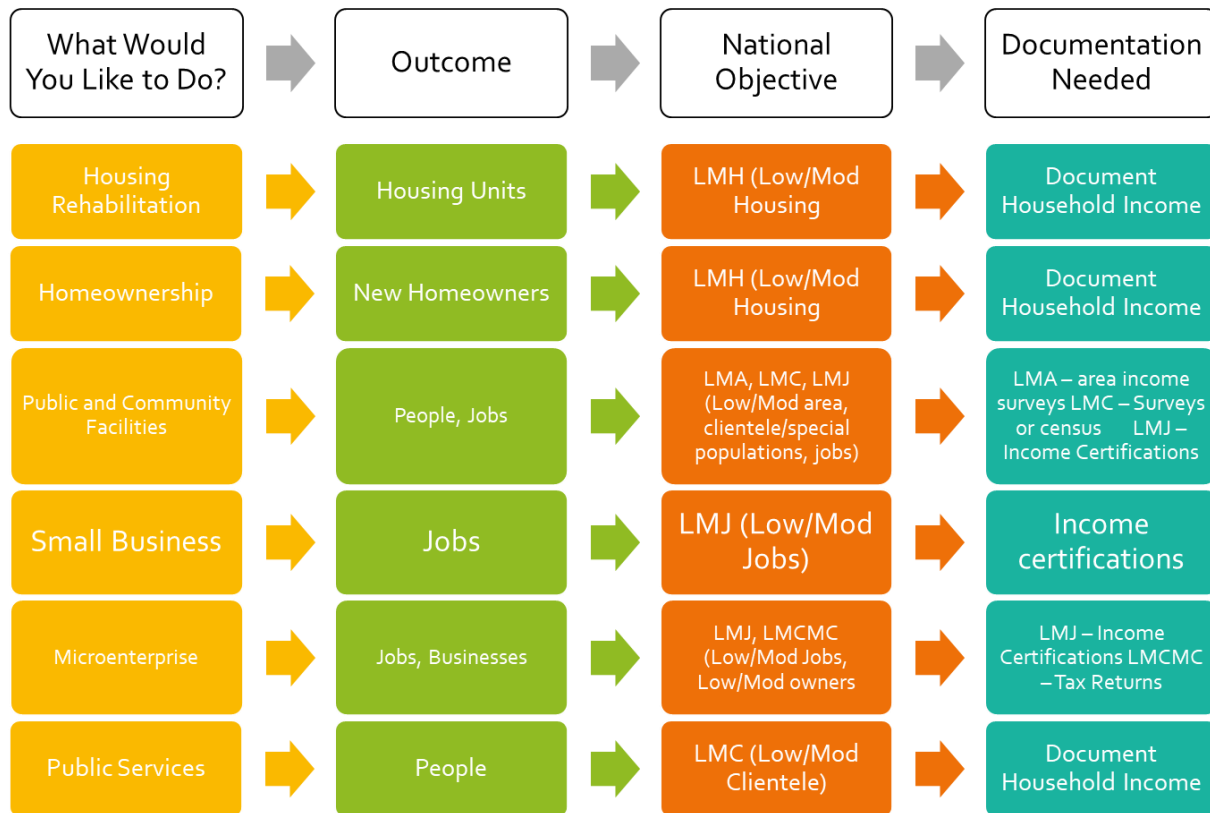 What Would
You Like to Do?
Outcome
National
Objective
Documentation
Needed
Housing
Rehabilitation
Housing Units
LMH (Low/Mod
Housing
Document
Household Income
Homeownership
New Homeowners
LMH (Low/Mod
Housing
Document
Household Income
Public and Community
Facilities
People, Jobs
LMA, LMC, LMJ
(Low/Mod area,
clientele/special
populations, jobs)
LMA – area income
surveys LMC – Surveys
or census LMJ –
Income Certifications
Small Business
Jobs
LMJ (Low/Mod
Jobs)
Income
certifications
Microenterprise
Jobs, Businesses
LMJ, LMCMC
(Low/Mod Jobs,
Low/Mod owners
LMJ – Income
Certifications LMCMC
– Tax Returns
Public Services
People
LMC (Low/Mod
Clientele)
Document
Household Income